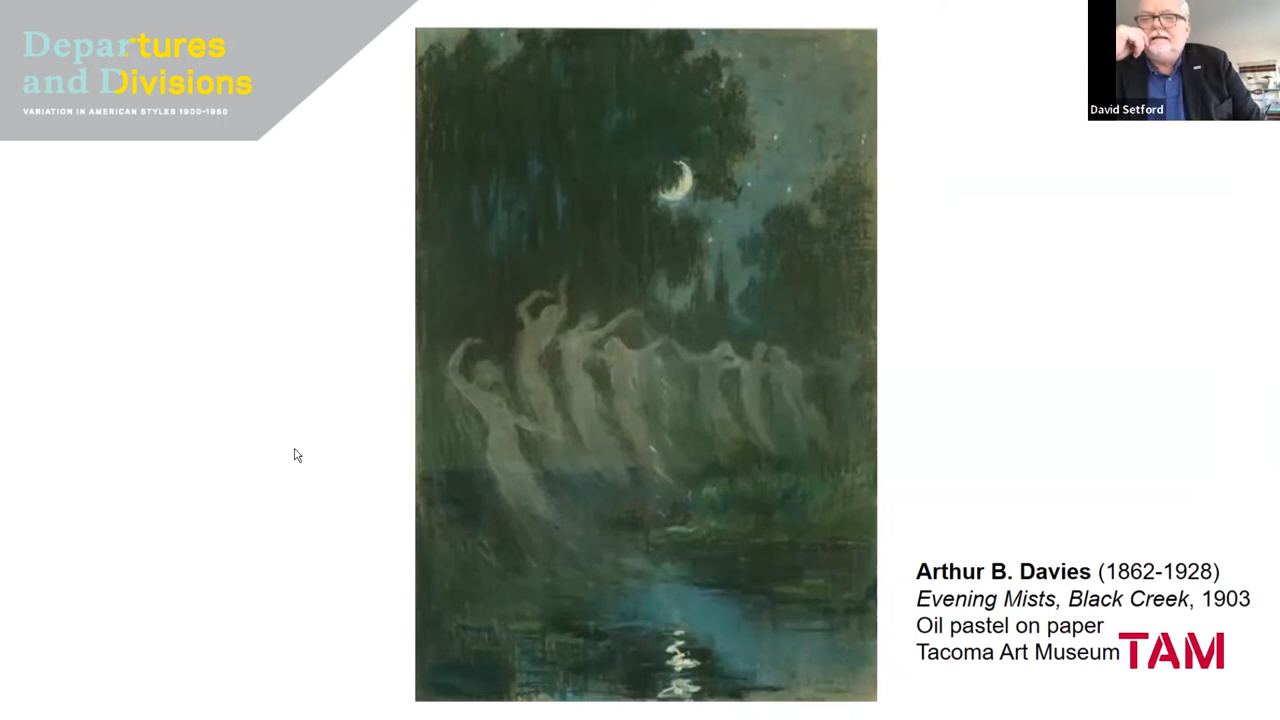 Departures
and Divisions
VARIATION IN AMERICAN STYLES 1900-1950
David Setford
Arthur B. Davies (1862-1928)
Evening Mists, Black Creek, 1903
Oil pastel on paper
Tacoma Art Museum TAM